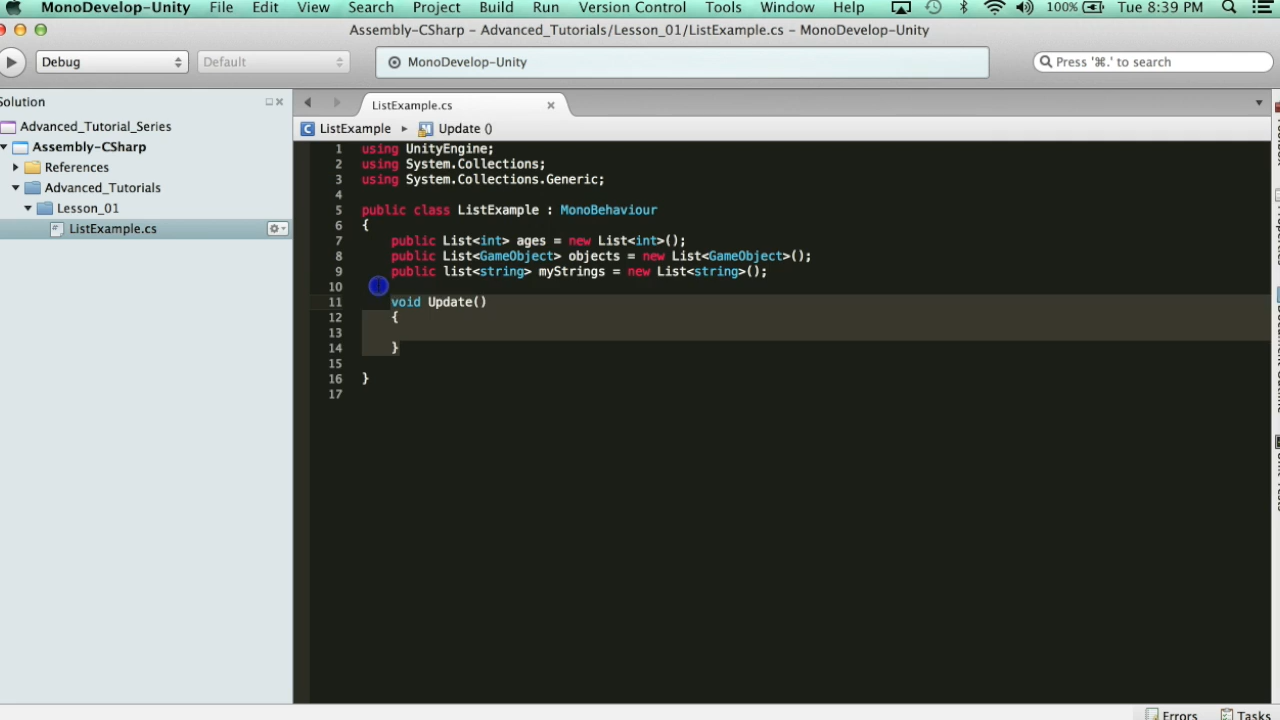 MonoDevelop-Unity File Edit View Search Project Build Run Version Control Tools Window Help 100% Tue 8:39 PM
Assembly-CSharp – Advanced_Tutorials/Lesson_01/ListExample.cs – MonoDevelop-Unity
Debug Default MonoDevelop-Unity Press '⌘.' to search
Solution
Advanced_Tutorial_Series
Assembly-CSharp
References
Advanced_Tutorials
Lesson_01
ListExample.cs
ListExample.cs
ListExample ▸ Update ()
1 using UnityEngine;
2 using System.Collections;
3 using System.Collections.Generic;
4
5 public class ListExample : MonoBehaviour
6 {
7 public List<int> ages = new List<int>();
8 public List<GameObject> objects = new List<GameObject>();
9 public list<string> myStrings = new List<string>();
10
11 void Update()
12 {
13
14 }
15
16 }
17
Errors Tasks